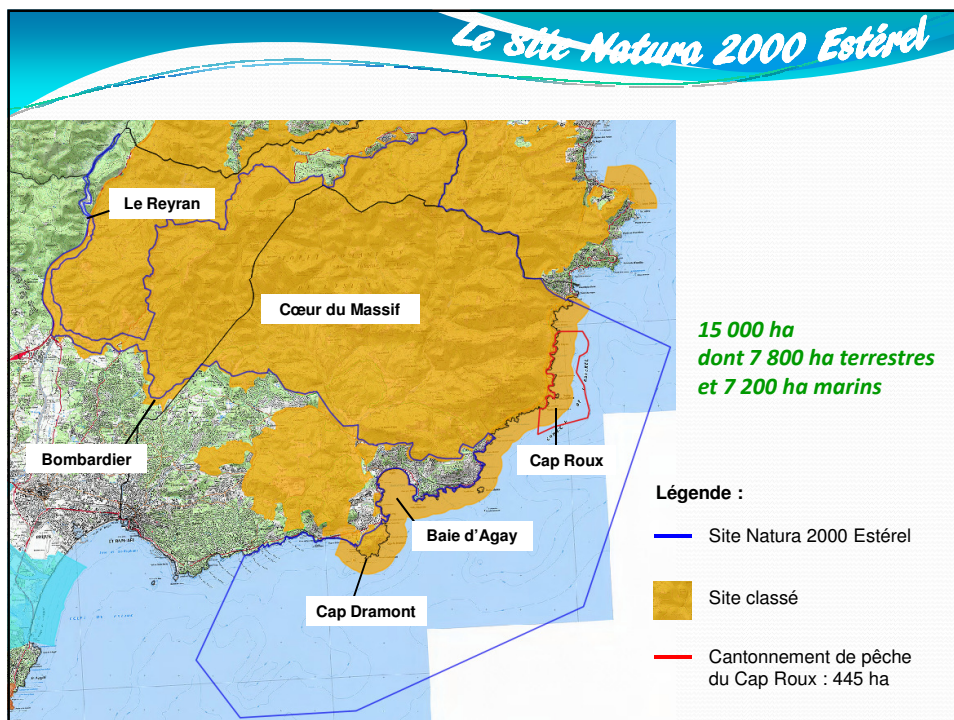 Le Site Natura 2000 Estérel
Le Reyran
Cœur du Massif
15 000 ha
dont 7 800 ha terrestres
et 7 200 ha marins
Bombardier
Cap Roux
Baie d'Agay
Cap Dramont
Légende :
Site Natura 2000 Estérel
Site classé
Cantonnement de pêche
du Cap Roux : 445 ha